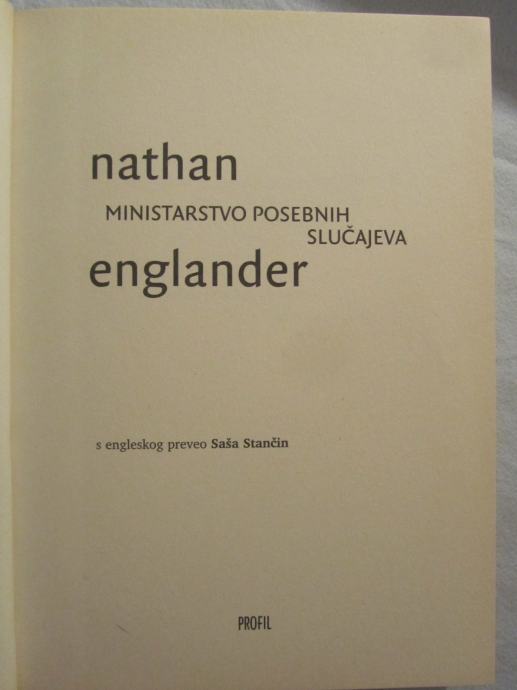 nathan
MINISTARSTVO POSEBNIH
SLUČAJEVA
englander
s engleskog preveo Saša Stančin
PROFIL